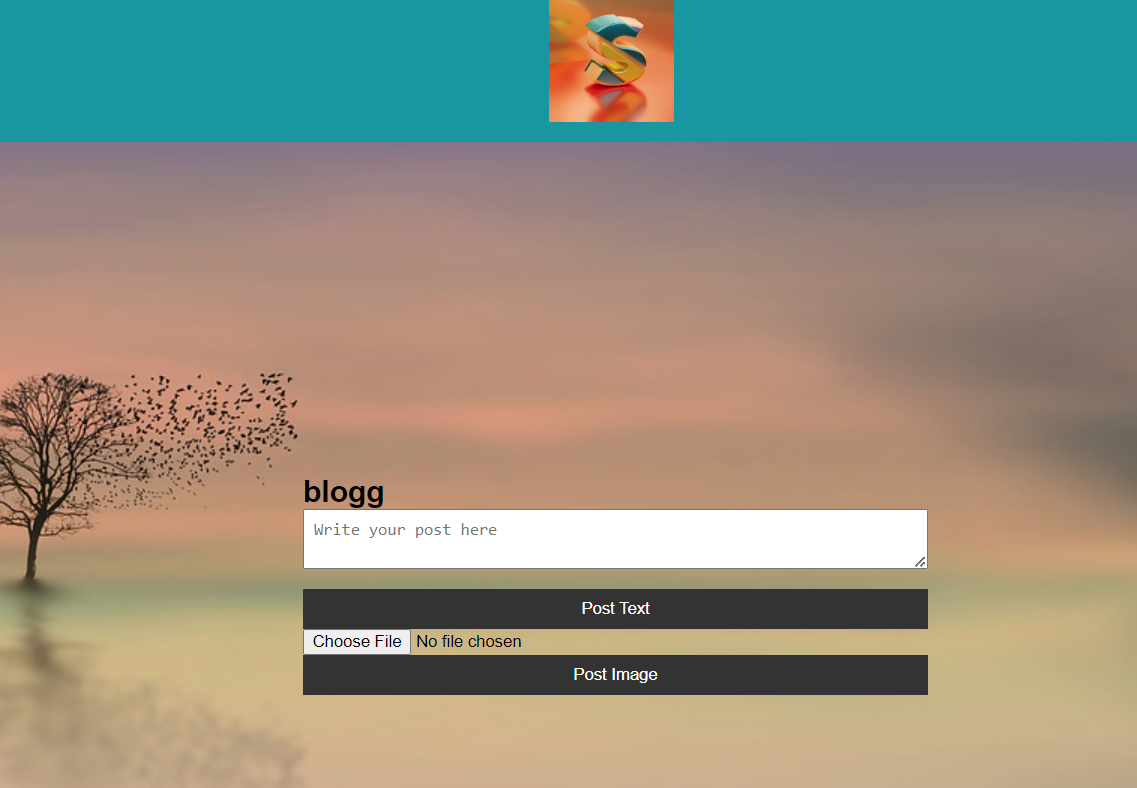 S
blogg
Write your post here
Post Text
Choose File No file chosen
Post Image